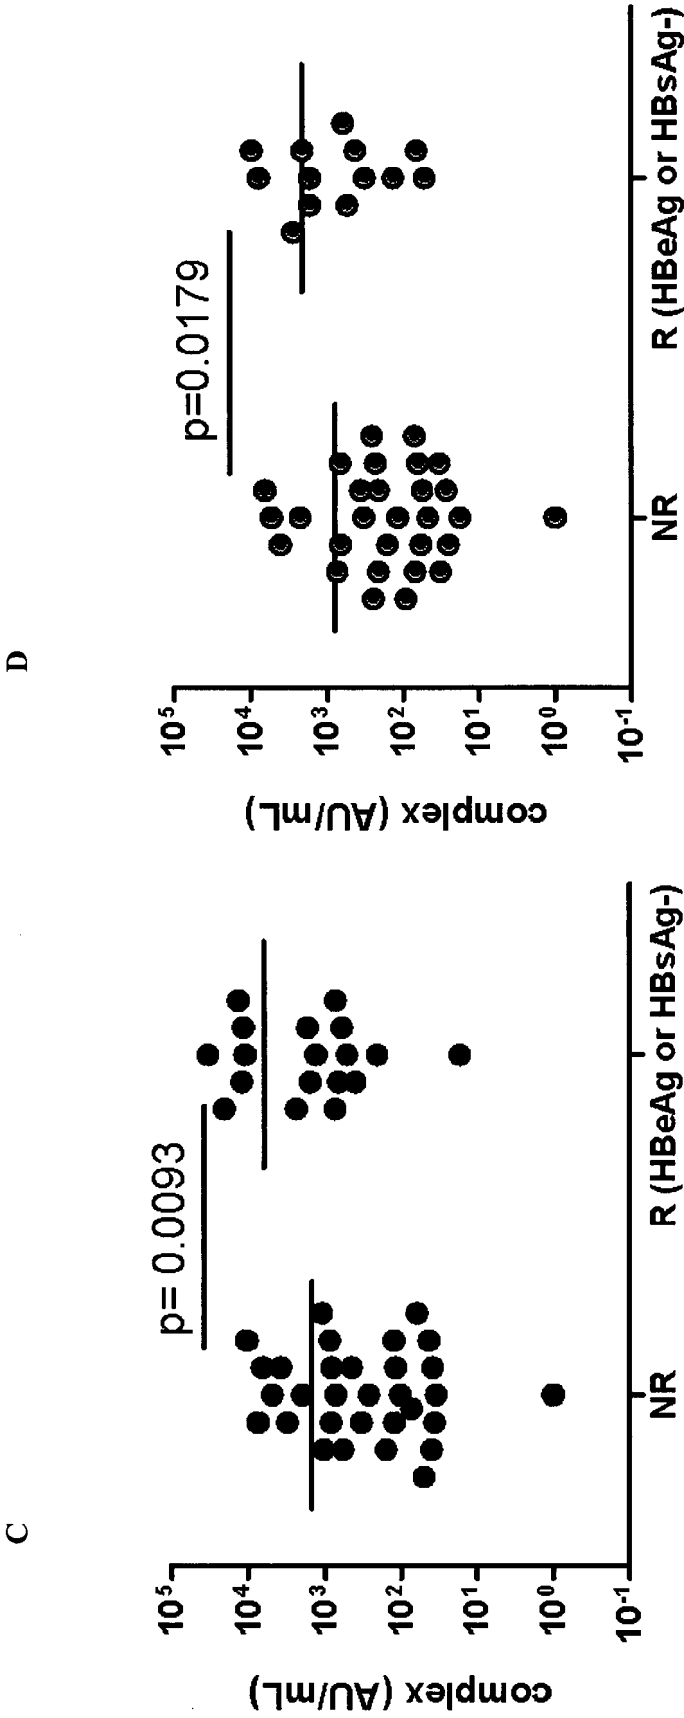 C
complex (AU/mL)
10^5
10^4
10^3
10^2
10^1
10^0
10^-1
p= 0.0093
NR
R (HBeAg or HBsAg-)
D
complex (AU/mL)
10^5
10^4
10^3
10^2
10^1
10^0
10^-1
p=0.0179
NR
R (HBeAg or HBsAg-)